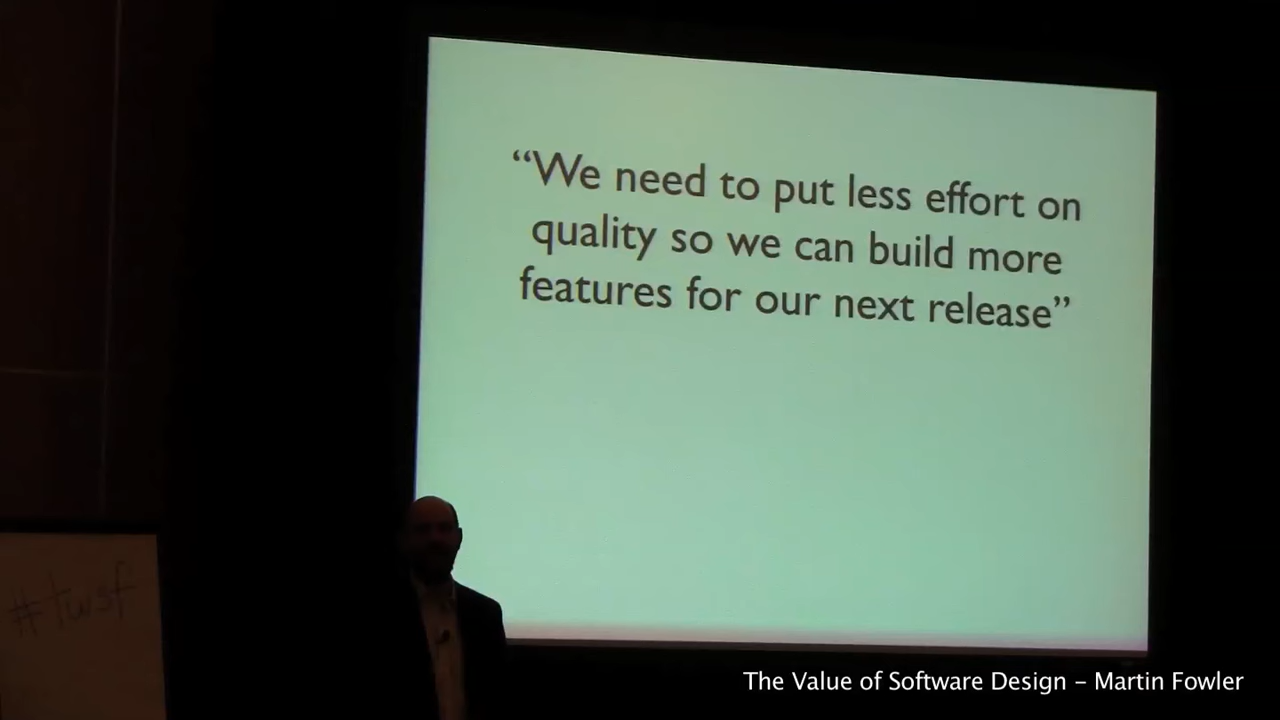 “We need to put less effort on
quality so we can build more
features for our next release”
#twsf
The Value of Software Design – Martin Fowler